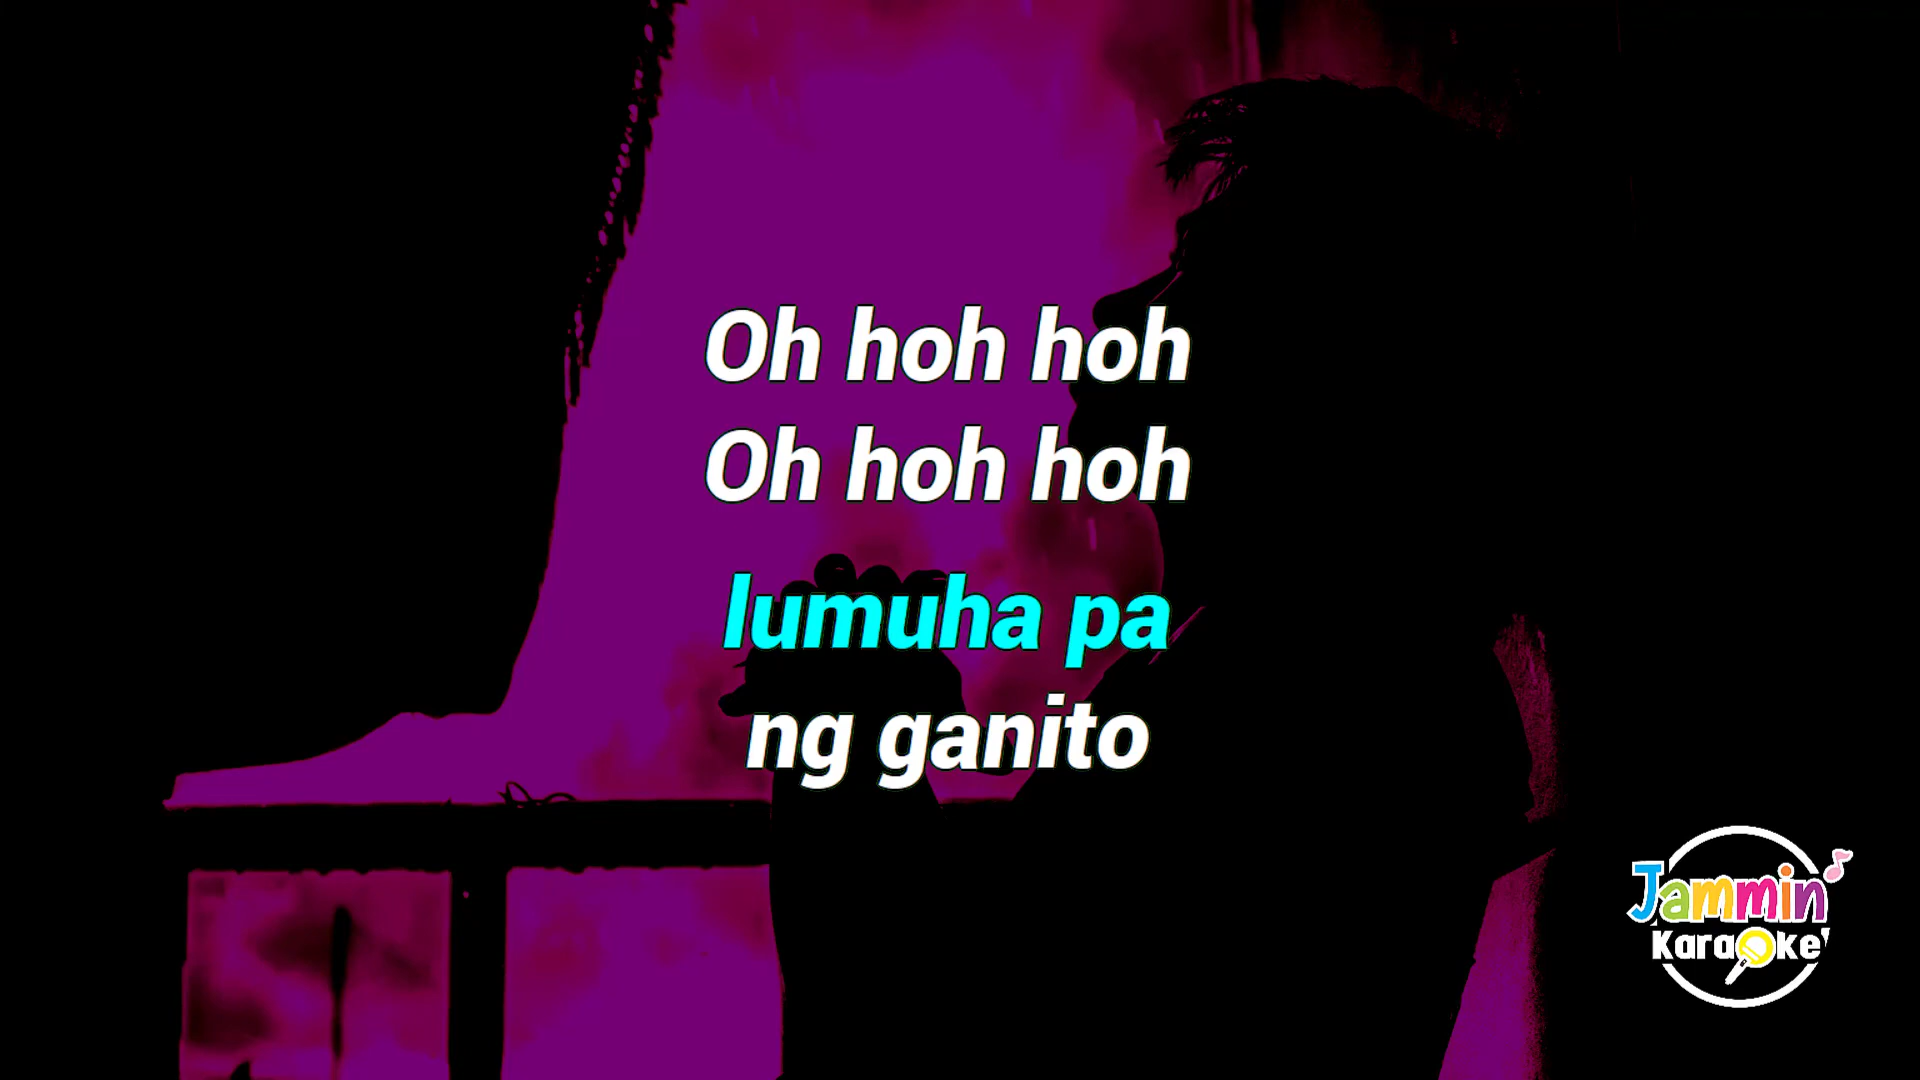 Oh hoh hoh
Oh hoh hoh
lumuha pa
ng ganito
Jammin'
Karaoke